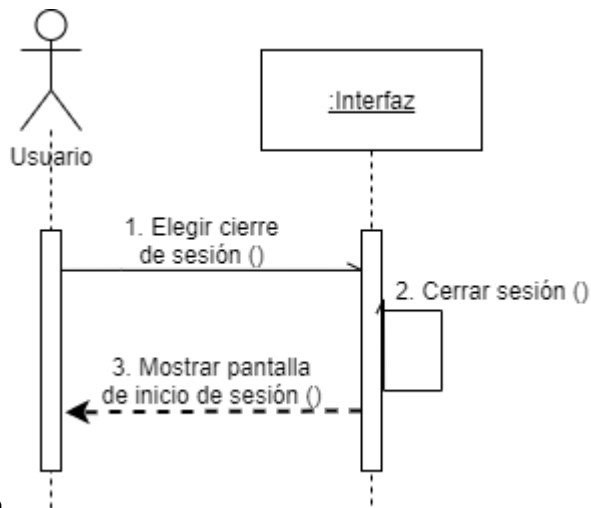 Usuario
:Interfaz
1. Elegir cierre
de sesión ()
2. Cerrar sesión ()
3. Mostrar pantalla
de inicio de sesión ()